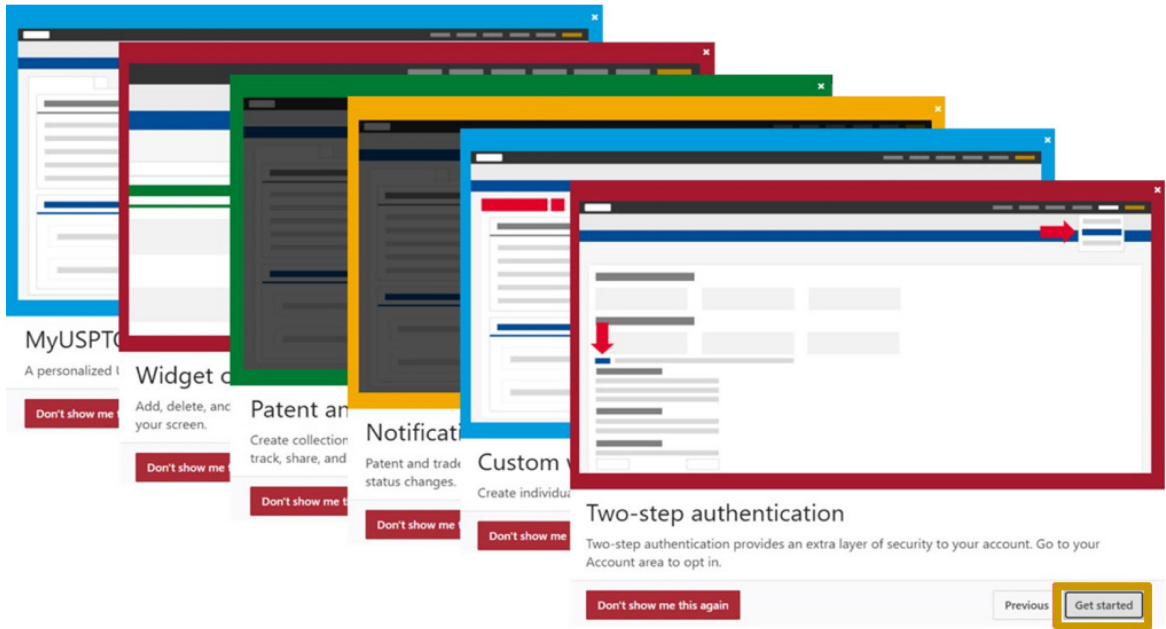 MyUSPTO
A personalized
Don't show me
Widget
Add, delete, and
your screen.
Don't show me
Patent an
Create collection
track, share, and
Don't show me
Notificati
Patent and trade
status changes.
Don't show me
Custom
Create individua
Don't show me
Two-step authentication
Two-step authentication provides an extra layer of security to your account. Go to your
Account area to opt in.
Don't show me this again
Previous
Get started